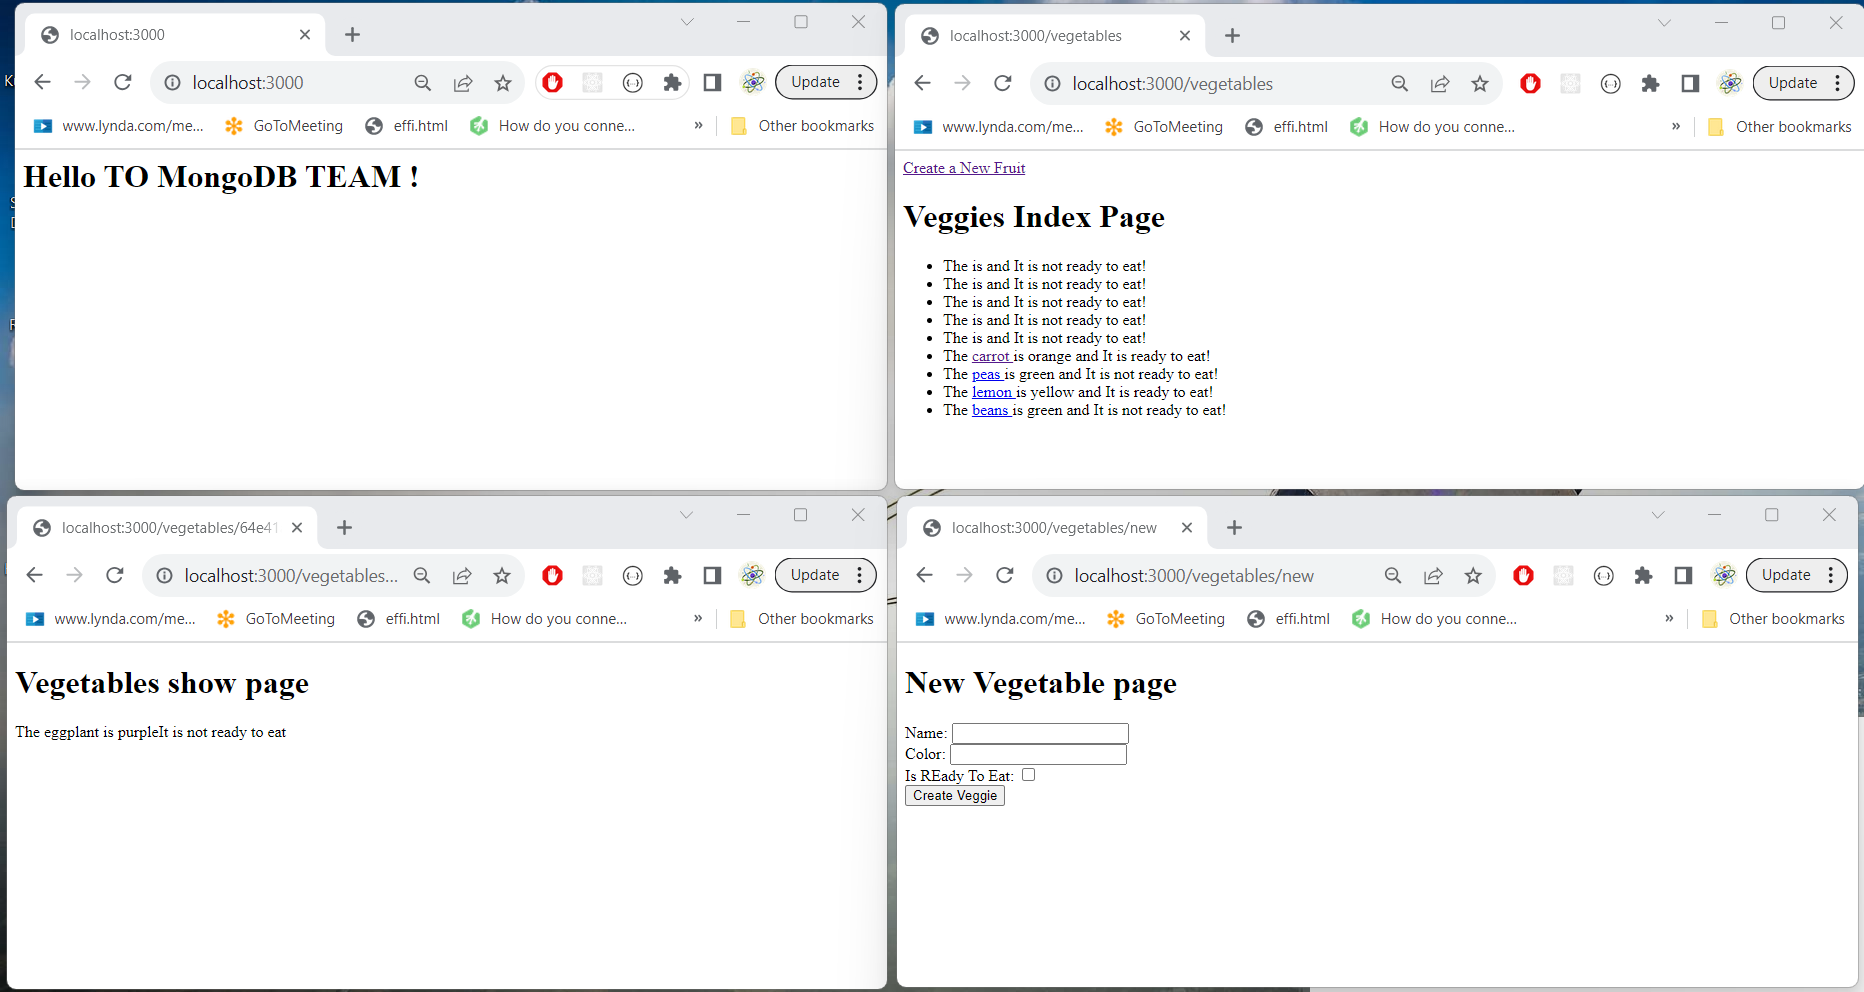 localhost:3000
localhost:3000
Update
www.lynda.com/me...
GoToMeeting
effi.html
How do you conne...
»
Other bookmarks
Hello TO MongoDB TEAM !
localhost:3000/vegetables
localhost:3000/vegetables
Update
www.lynda.com/me...
GoToMeeting
effi.html
How do you conne...
»
Other bookmarks
Create a New Fruit
Veggies Index Page
The is and It is not ready to eat!
The is and It is not ready to eat!
The is and It is not ready to eat!
The is and It is not ready to eat!
The is and It is not ready to eat!
The carrot is orange and It is ready to eat!
The peas is green and It is not ready to eat!
The lemon is yellow and It is ready to eat!
The beans is green and It is not ready to eat!
localhost:3000/vegetables/64e41
localhost:3000/vegetables...
Update
www.lynda.com/me...
GoToMeeting
effi.html
How do you conne...
»
Other bookmarks
Vegetables show page
The eggplant is purpleIt is not ready to eat
localhost:3000/vegetables/new
localhost:3000/vegetables/new
Update
www.lynda.com/me...
GoToMeeting
effi.html
How do you conne...
»
Other bookmarks
New Vegetable page
Name:
Color:
Is REady To Eat:
Create Veggie